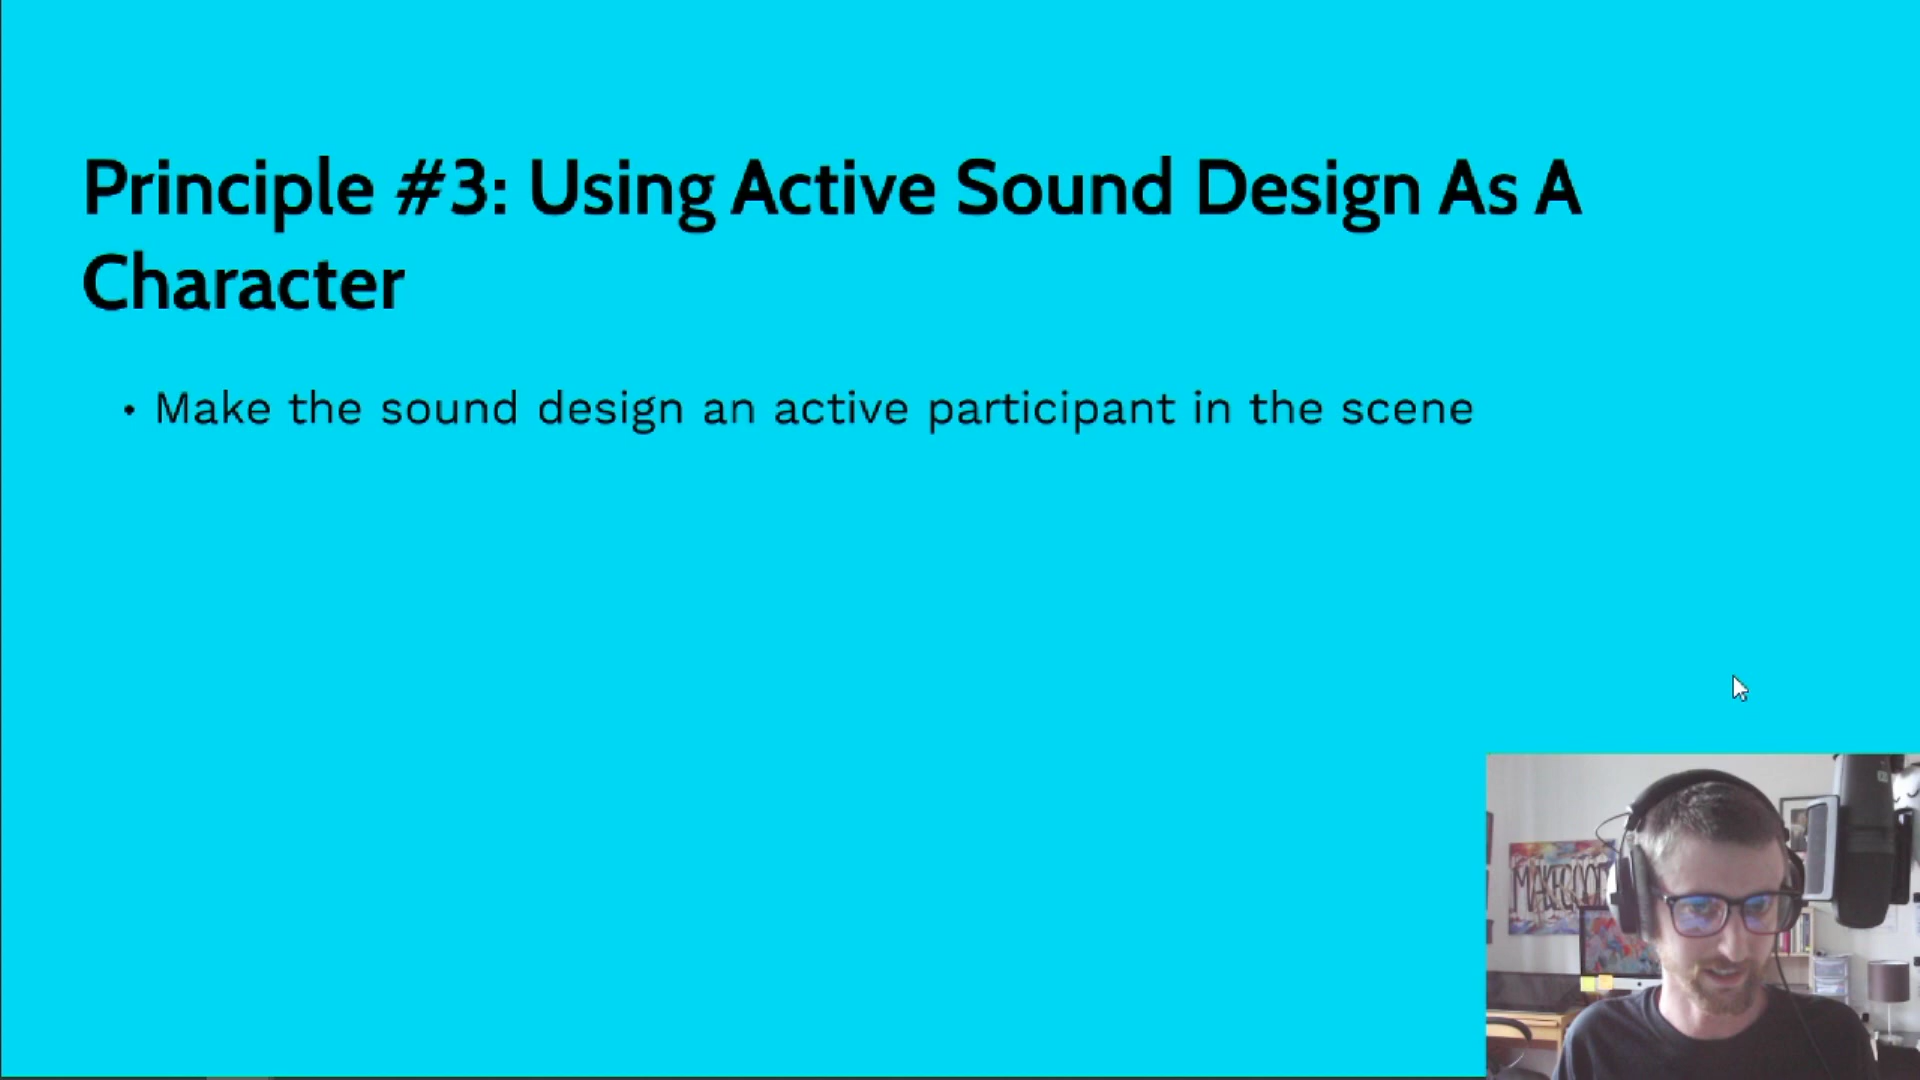 Principle #3: Using Active Sound Design As A
Character
• Make the sound design an active participant in the scene